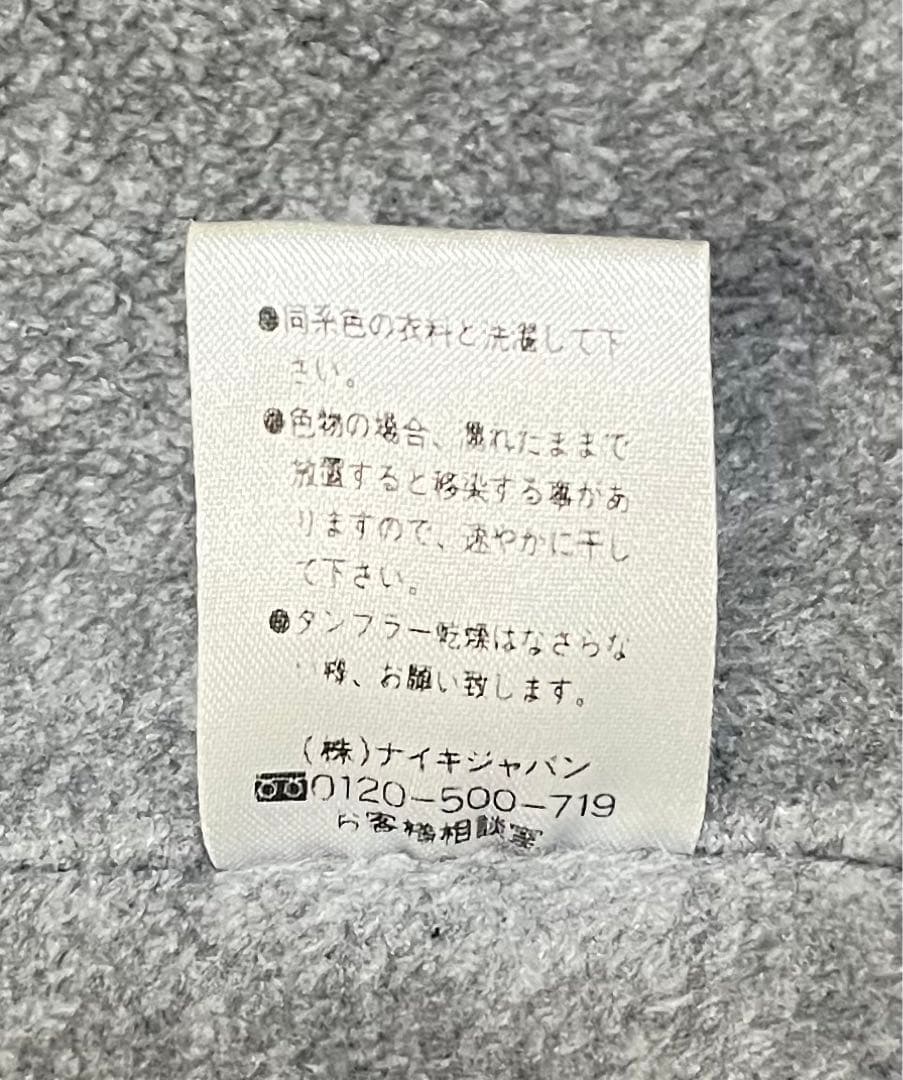 ●同系色の衣料と洗濯して下
さい。
●色物の場合、濡れたままで
放置すると移染する事があ
りますので、速やかに干し
て下さい。
●タンブラー乾燥はなさらな
い様、お願い致します。
(株)ナイキジャパン
0120-500-719
お客様相談室